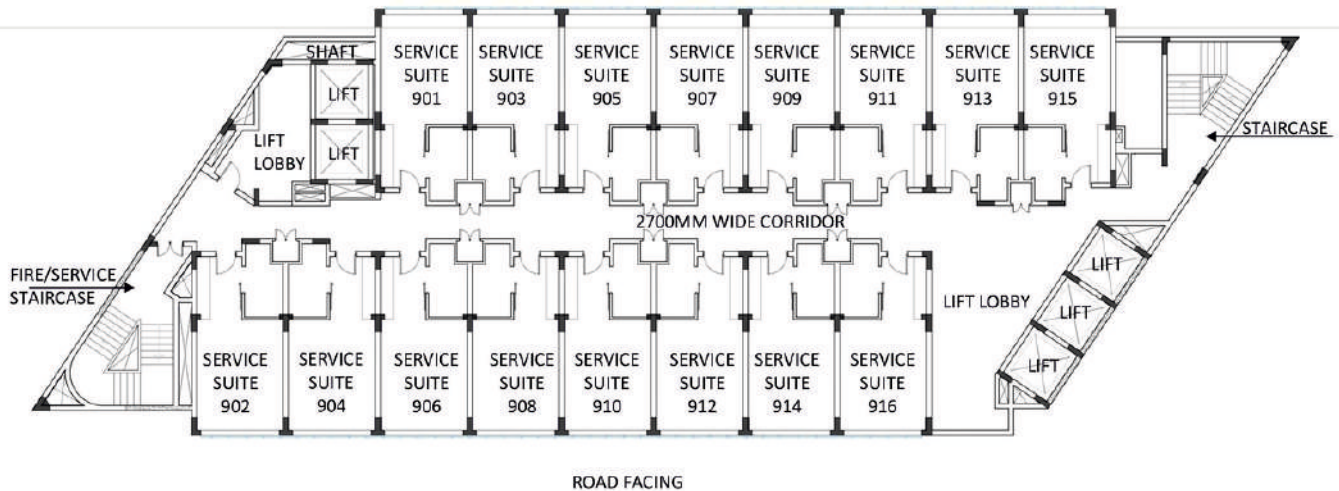 SHAFT
LIFT
LIFT
LIFT
LOBBY
SERVICE
SUITE
901
SERVICE
SUITE
903
SERVICE
SUITE
905
SERVICE
SUITE
907
SERVICE
SUITE
909
SERVICE
SUITE
911
SERVICE
SUITE
913
SERVICE
SUITE
915
STAIRCASE
2700MM WIDE CORRIDOR
FIRE/SERVICE
STAIRCASE
LIFT LOBBY
LIFT
LIFT
LIFT
SERVICE
SUITE
902
SERVICE
SUITE
904
SERVICE
SUITE
906
SERVICE
SUITE
908
SERVICE
SUITE
910
SERVICE
SUITE
912
SERVICE
SUITE
914
SERVICE
SUITE
916
ROAD FACING